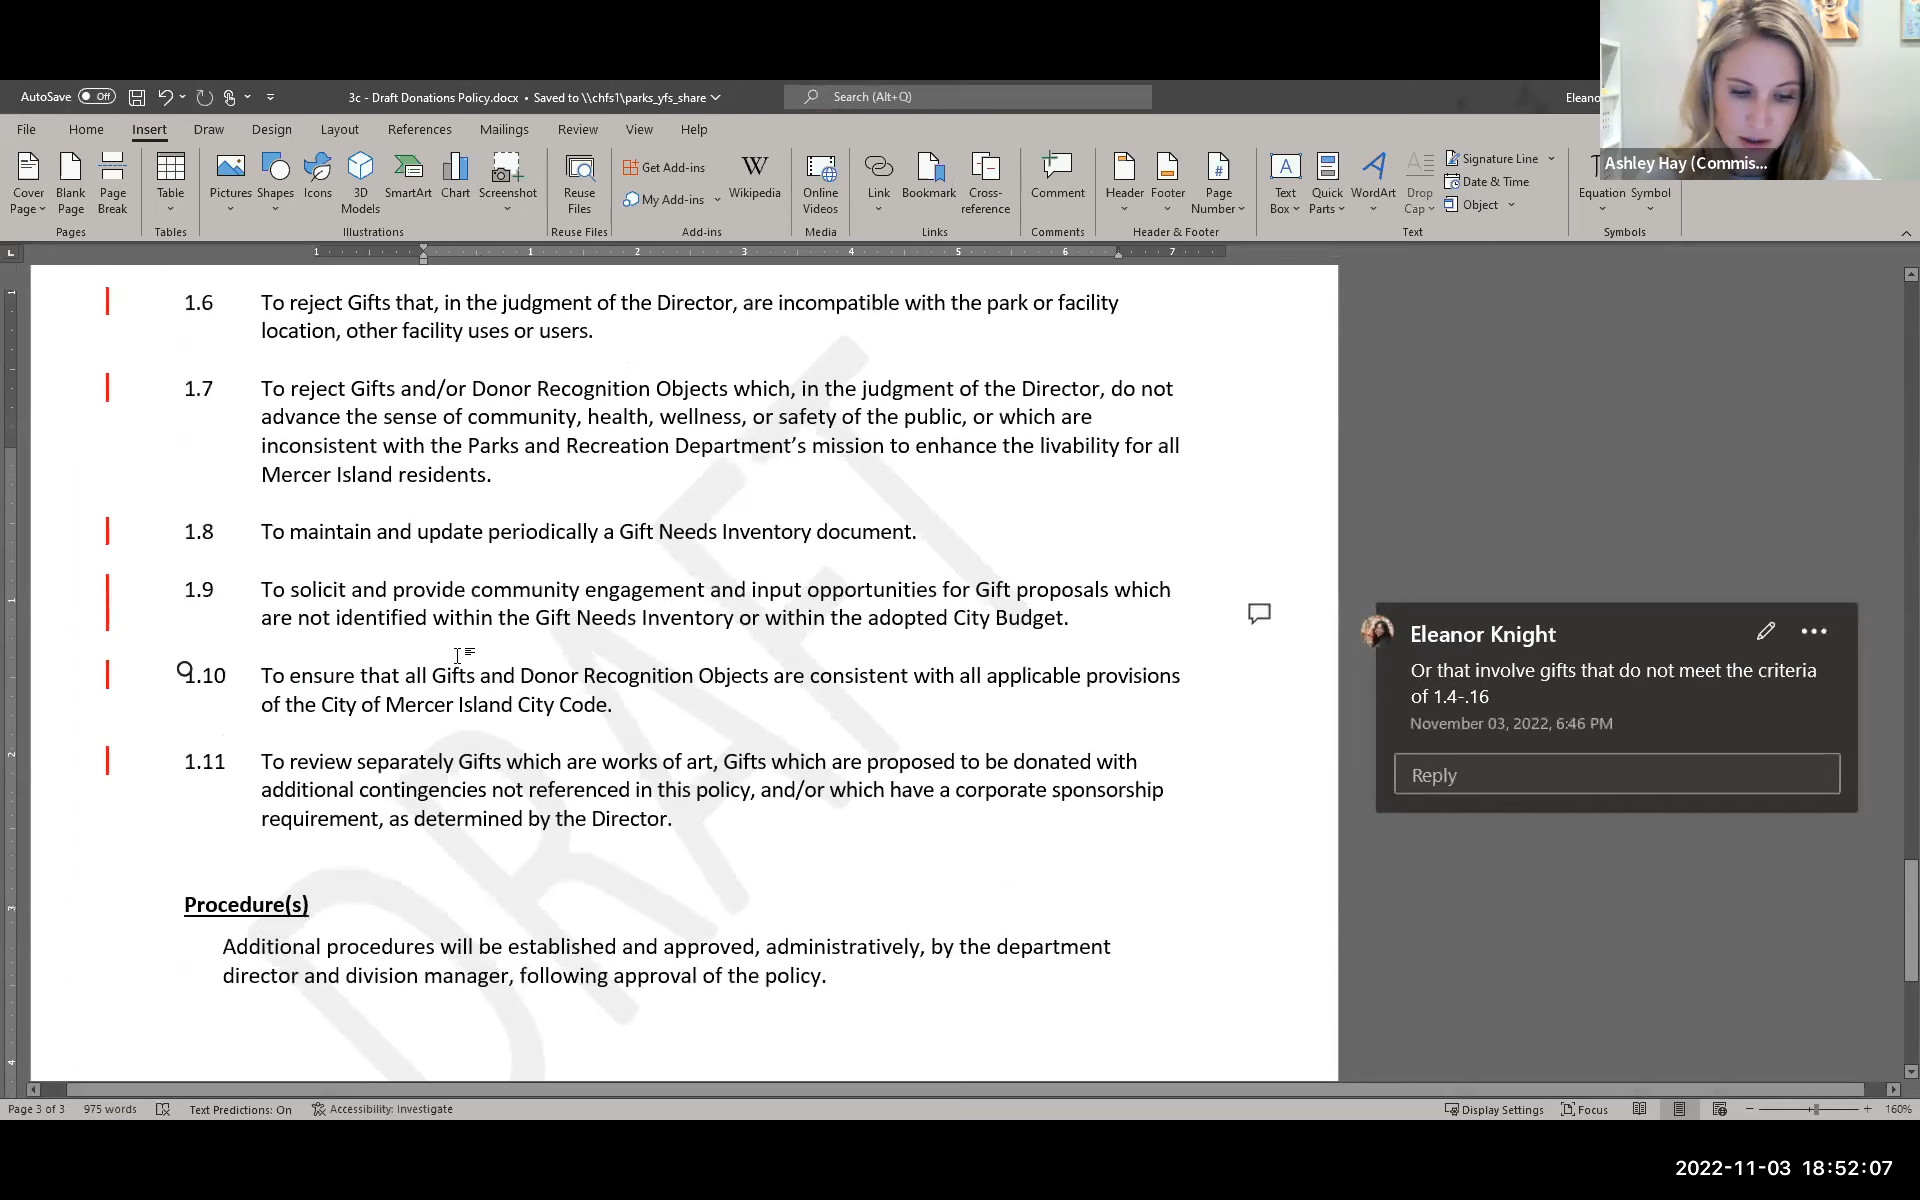 AutoSave Off
3c - Draft Donations Policy.docx • Saved to \\chfs1\parks_yfs_share
Search (Alt+Q)
Eleano
File Home Insert Draw Design Layout References Mailings Review View Help
Cover Page
Blank Page
Page Break
Pages
Table
Tables
Pictures
Shapes
Icons
3D Models
SmartArt
Chart
Screenshot
Illustrations
Reuse Files
Reuse Files
Get Add-ins
My Add-ins
Wikipedia
Add-ins
Online Videos
Media
Link
Bookmark
Cross-reference
Links
Comment
Comments
Header
Footer
Page Number
Header & Footer
Text Box
Quick Parts
WordArt
Drop Cap
Signature Line
Date & Time
Object
Text
Equation
Symbol
Symbols
Ashley Hay (Commis...
1 1 2 3 4 5 6 7
1.6 To reject Gifts that, in the judgment of the Director, are incompatible with the park or facility
location, other facility uses or users.
1.7 To reject Gifts and/or Donor Recognition Objects which, in the judgment of the Director, do not
advance the sense of community, health, wellness, or safety of the public, or which are
inconsistent with the Parks and Recreation Department’s mission to enhance the livability for all
Mercer Island residents.
1.8 To maintain and update periodically a Gift Needs Inventory document.
1.9 To solicit and provide community engagement and input opportunities for Gift proposals which
are not identified within the Gift Needs Inventory or within the adopted City Budget.
1.10 To ensure that all Gifts and Donor Recognition Objects are consistent with all applicable provisions
of the City of Mercer Island City Code.
1.11 To review separately Gifts which are works of art, Gifts which are proposed to be donated with
additional contingencies not referenced in this policy, and/or which have a corporate sponsorship
requirement, as determined by the Director.
Procedure(s)
Additional procedures will be established and approved, administratively, by the department
director and division manager, following approval of the policy.
DRAFT
Eleanor Knight
Or that involve gifts that do not meet the criteria
of 1.4-.16
November 03, 2022, 6:46 PM
Reply
Page 3 of 3 975 words Text Predictions: On Accessibility: Investigate Display Settings Focus 160%
2022-11-03 18:52:07